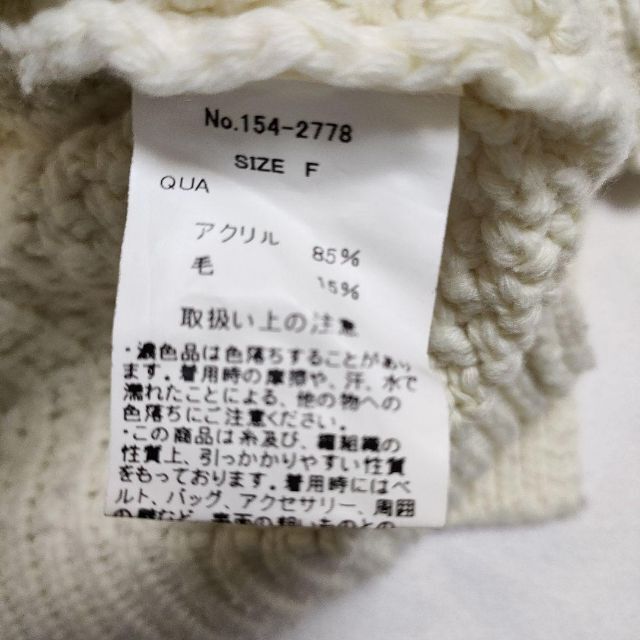 No.154-2778
SIZE F
QUA
アクリル 85%
毛 15%
取扱い上の注意
・濃色品は色落ちすることがあり
ます.着用時の摩擦や、汗、水で
濡れたことによる、他の物への
色落ちにご注意ください.
・この商品は糸及び、編組織の
性質上、引っかかりやすい性質
をもっております.着用時にはベ
ルト、バッグ、アクセサリー、周囲